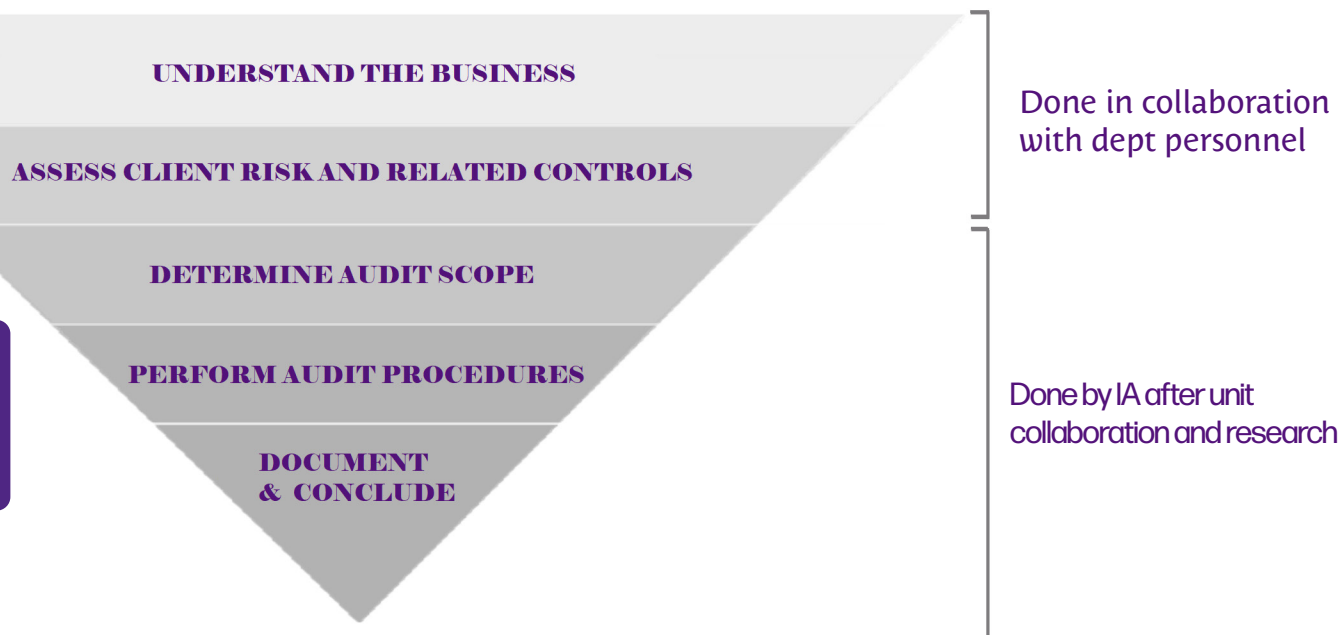 UNDERSTAND THE BUSINESS
ASSESS CLIENT RISK AND RELATED CONTROLS
DETERMINE AUDIT SCOPE
PERFORM AUDIT PROCEDURES
DOCUMENT
& CONCLUDE
Done in collaboration
with dept personnel
Done by IA after unit
collaboration and research